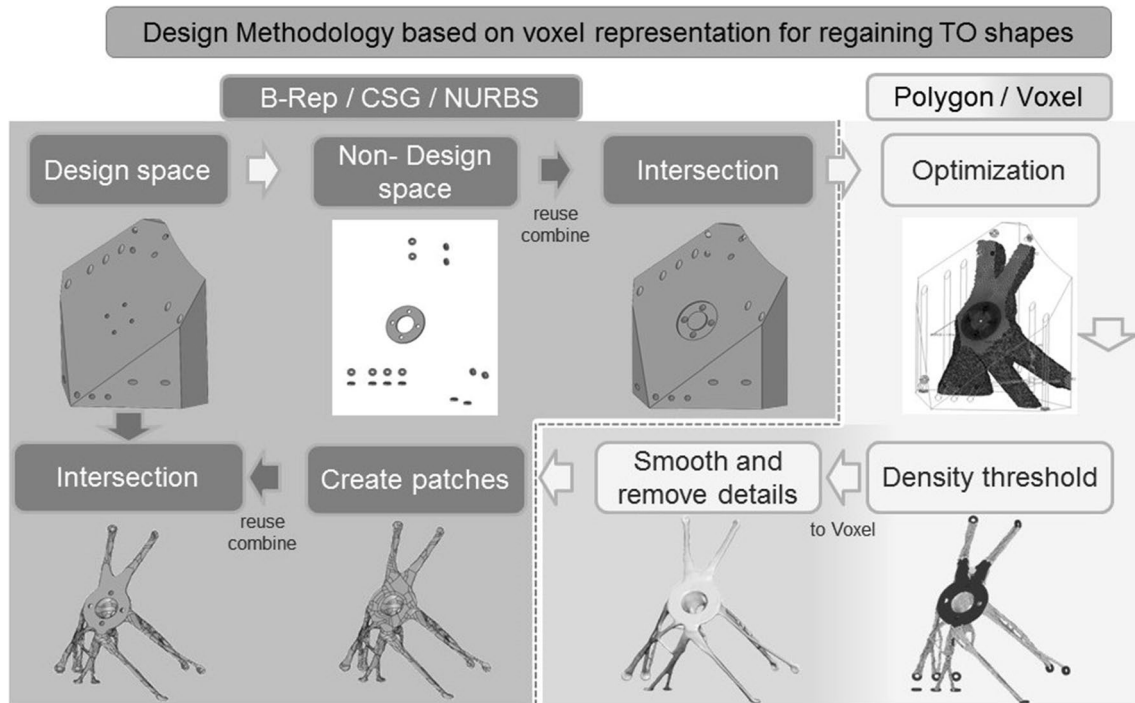 Design Methodology based on voxel representation for regaining TO shapes
B-Rep / CSG / NURBS
Polygon / Voxel
Design space
Non- Design
space
reuse
combine
Intersection
Optimization
Intersection
reuse
combine
Create patches
Smooth and
remove details
to Voxel
Density threshold